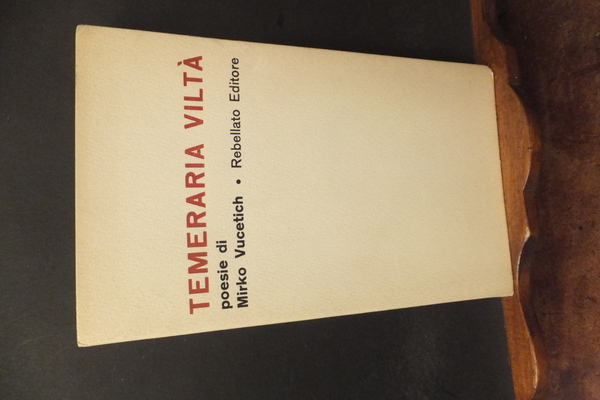 TEMERARIA VILTÀ
poesie di
Mirko Vucetich • Rebellato Editore